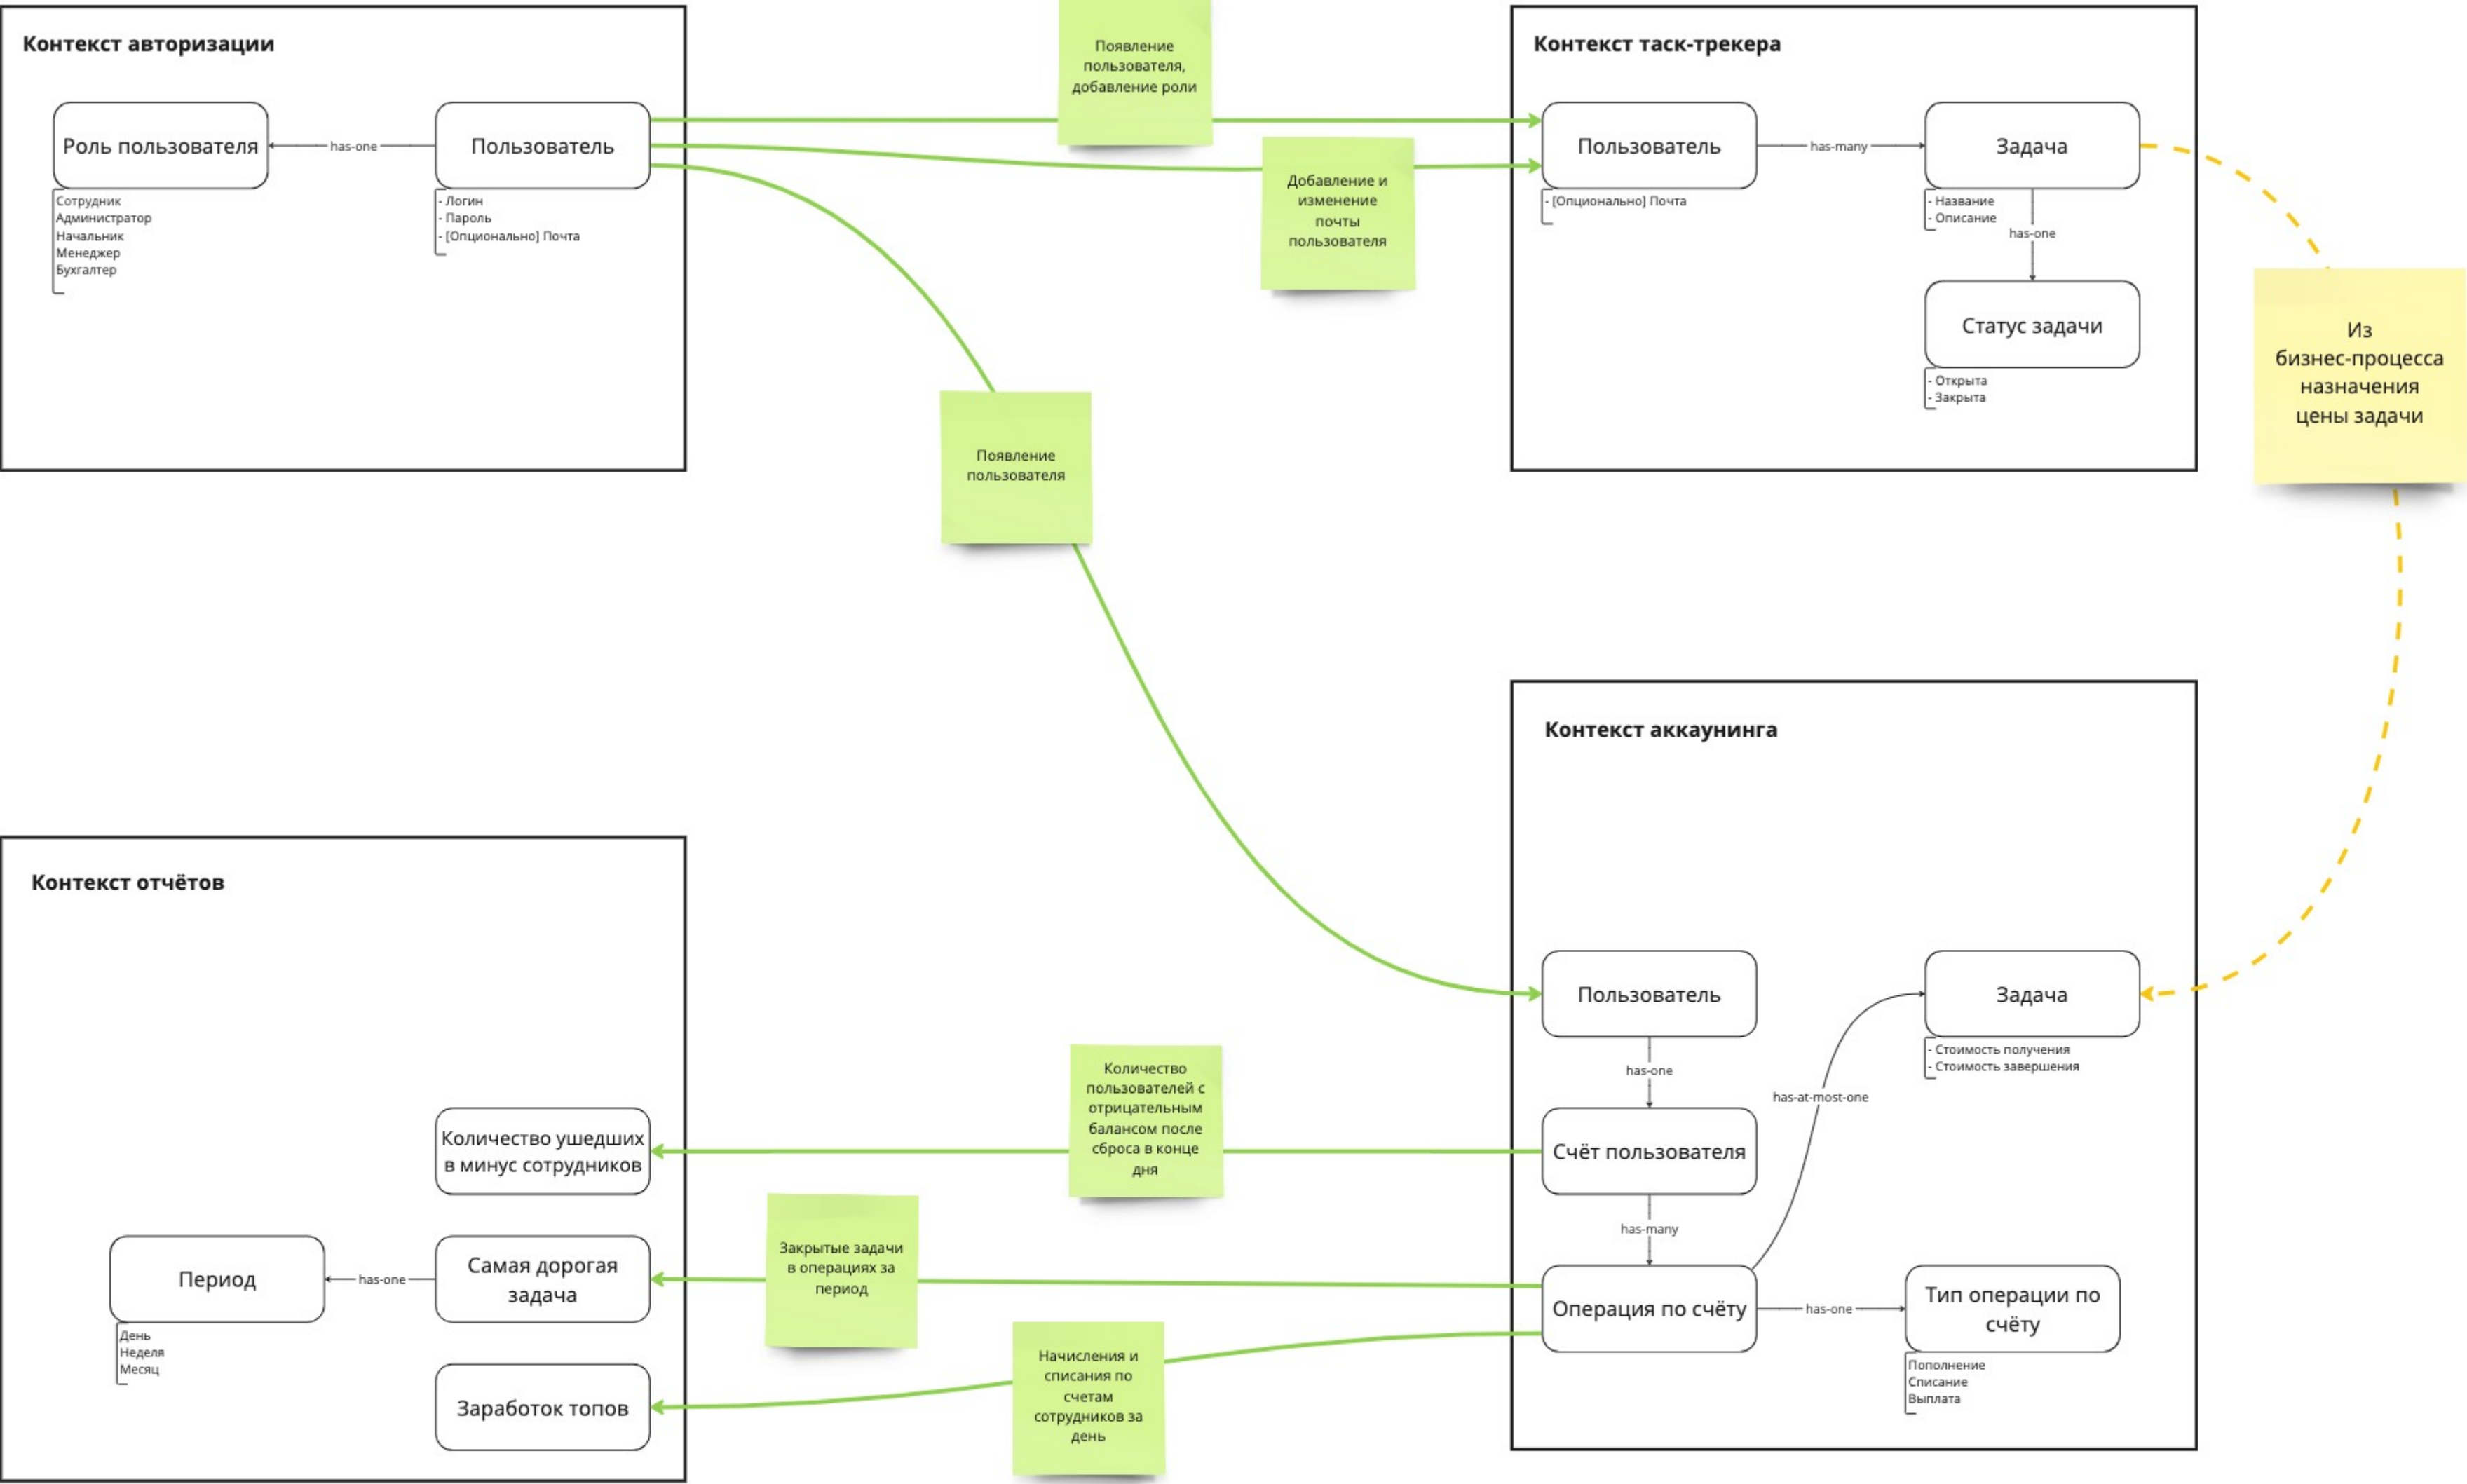 Контекст авторизации
Роль пользователя
has-one
Пользователь
Сотрудник
Администратор
Начальник
Менеджер
Бухгалтер
- Логин
- Пароль
- [Опционально] Почта
Появление
пользователя,
добавление роли
Добавление и
изменение
почты
пользователя
Появление
пользователя
Контекст таск-трекера
Пользователь
has-many
Задача
- [Опционально] Почта
- Название
- Описание
has-one
Статус задачи
- Открыта
- Закрыта
Из
бизнес-процесса
назначения
цены задачи
Контекст аккаунинга
Пользователь
Задача
- Стоимость получения
- Стоимость завершения
has-one
has-at-most-one
Счёт пользователя
has-many
Операция по счёту
has-one
Тип операции по
счёту
Пополнение
Списание
Выплата
Количество
пользователей с
отрицательным
балансом после
сброса в конце
дня
Закрытые задачи
в операциях за
период
Начисления и
списания по
счетам
сотрудников за
день
Контекст отчётов
Количество ушедших
в минус сотрудников
Период
has-one
Самая дорогая
задача
День
Неделя
Месяц
Заработок топов